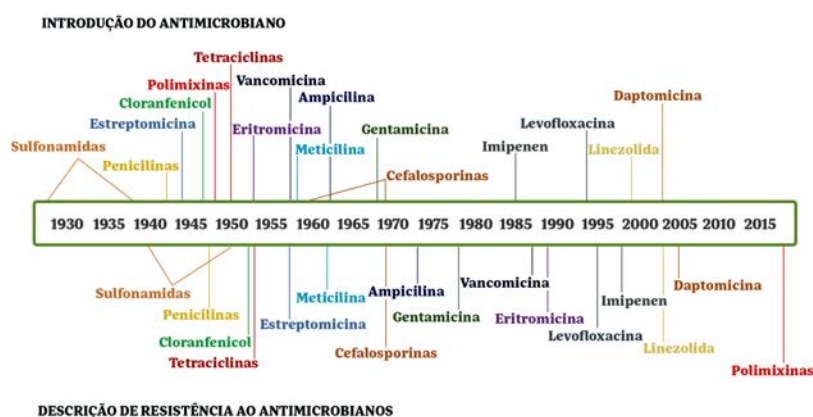 INTRODUÇÃO DO ANTIMICROBIANO
Tetraciclinas
Polimixinas
Vancomicina
Cloranfenicol
Ampicilina
Daptomicina
Estreptomicina
Eritromicina
Gentamicina
Levofloxacina
Sulfonamidas
Meticilina
Imipenen
Linezolida
Penicilinas
Cefalosporinas
1930 1935 1940 1945 1950 1955 1960 1965 1970 1975 1980 1985 1990 1995 2000 2005 2010 2015
Sulfonamidas
Meticilina
Ampicilina
Vancomicina
Imipenen
Daptomicina
Penicilinas
Estreptomicina
Gentamicina
Eritromicina
Cloranfenicol
Levofloxacina
Tetraciclinas
Cefalosporinas
Linezolida
Polimixinas
DESCRIÇÃO DE RESISTÊNCIA AO ANTIMICROBIANOS